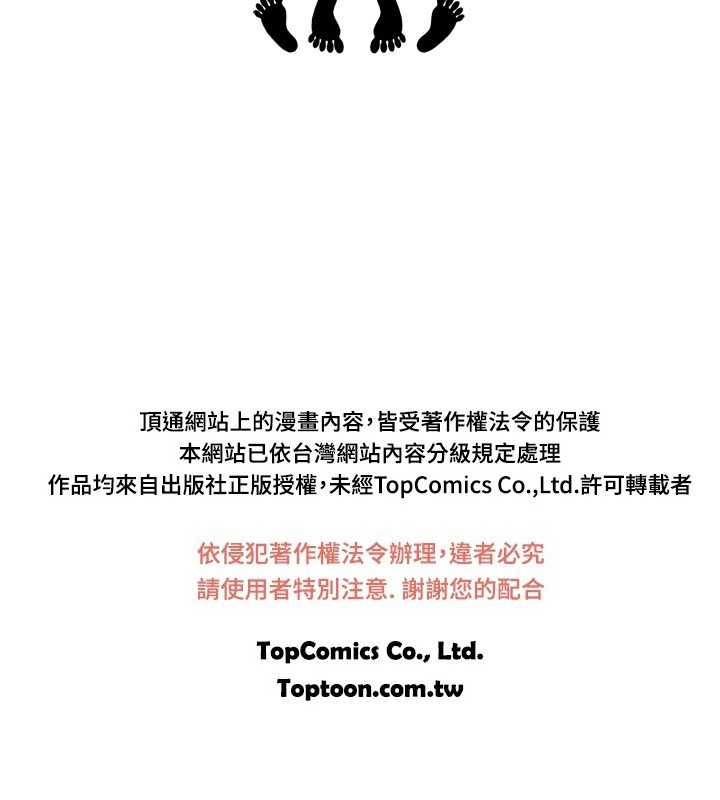 頂通網站上的漫畫內容，皆受著作權法令的保護
本網站已依台灣網站內容分級規定處理
作品均來自出版社正版授權，未經TopComics Co.,Ltd.許可轉載者
依侵犯著作權法令辦理，違者必究
請使用者特別注意. 謝謝您的配合
TopComics Co., Ltd.
Toptoon.com.tw